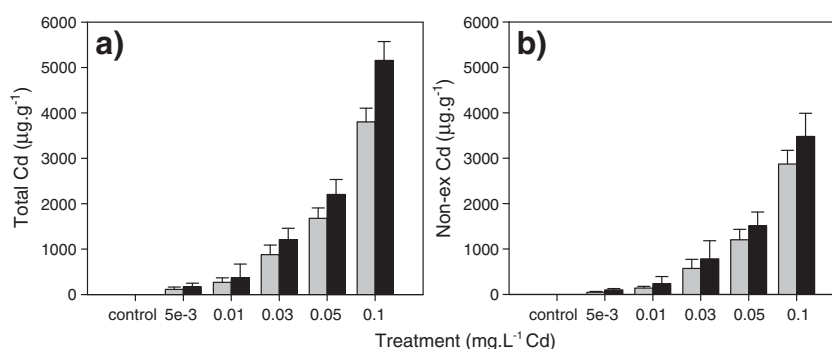 a)
Total Cd (µg.g⁻¹)
6000
5000
4000
3000
2000
1000
0
control 5e-3 0.01 0.03 0.05 0.1
b)
Non-ex Cd (µg.g⁻¹)
6000
5000
4000
3000
2000
1000
0
control 5e-3 0.01 0.03 0.05 0.1
Treatment (mg.L⁻¹ Cd)